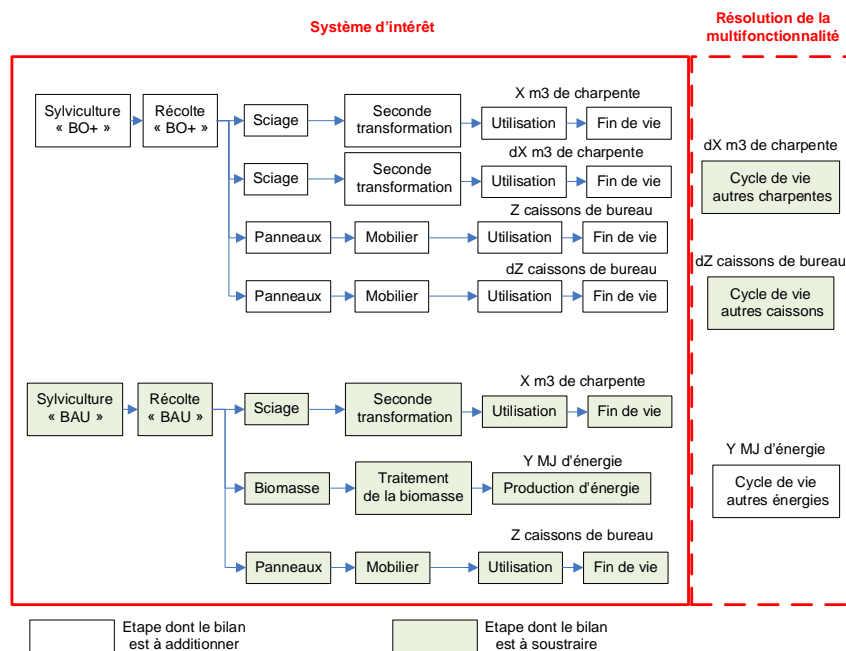 Système d'intérêt
Résolution de la
multifonctionnalité
Sylviculture
« BO+ »
Récolte
« BO+ »
X m3 de charpente
Sciage
Seconde
transformation
Utilisation
Fin de vie
dX m3 de charpente
Sciage
Seconde
transformation
Utilisation
Fin de vie
Z caissons de bureau
Panneaux
Mobilier
Utilisation
Fin de vie
dZ caissons de bureau
Panneaux
Mobilier
Utilisation
Fin de vie
dX m3 de charpente
Cycle de vie
autres charpentes
dZ caissons de bureau
Cycle de vie
autres caissons
Sylviculture
« BAU »
Récolte
« BAU »
X m3 de charpente
Sciage
Seconde
transformation
Utilisation
Fin de vie
Y MJ d'énergie
Biomasse
Traitement
de la biomasse
Production d'énergie
Z caissons de bureau
Panneaux
Mobilier
Utilisation
Fin de vie
Y MJ d'énergie
Cycle de vie
autres énergies
Etape dont le bilan
est à additionner
Etape dont le bilan
est à soustraire